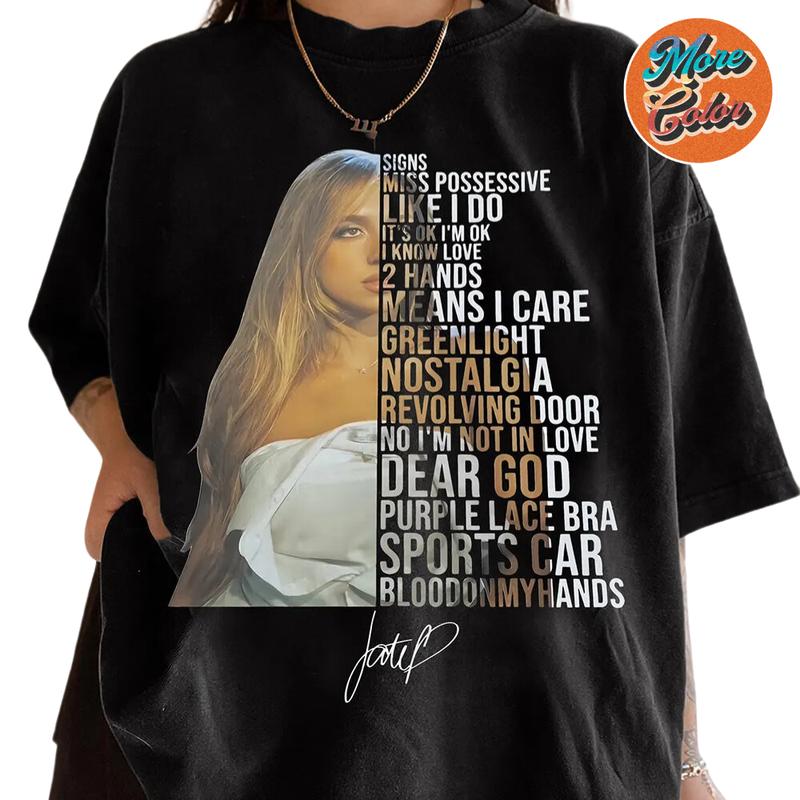 More
Color
SIGNS
MISS POSSESSIVE
LIKE I DO
IT'S OK I'M OK
I KNOW LOVE
2 HANDS
MEANS I CARE
GREENLIGHT
NOSTALGIA
REVOLVING DOOR
NO I'M NOT IN LOVE
DEAR GOD
PURPLE LACE BRA
SPORTS CAR
BLOODONMYHANDS